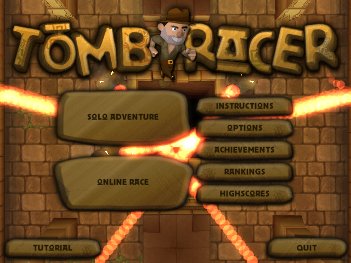 TOMB RACER
SOLO ADVENTURE
ONLINE RACE
INSTRUCTIONS
OPTIONS
ACHIEVEMENTS
RANKINGS
HIGHSCORES
TUTORIAL
QUIT